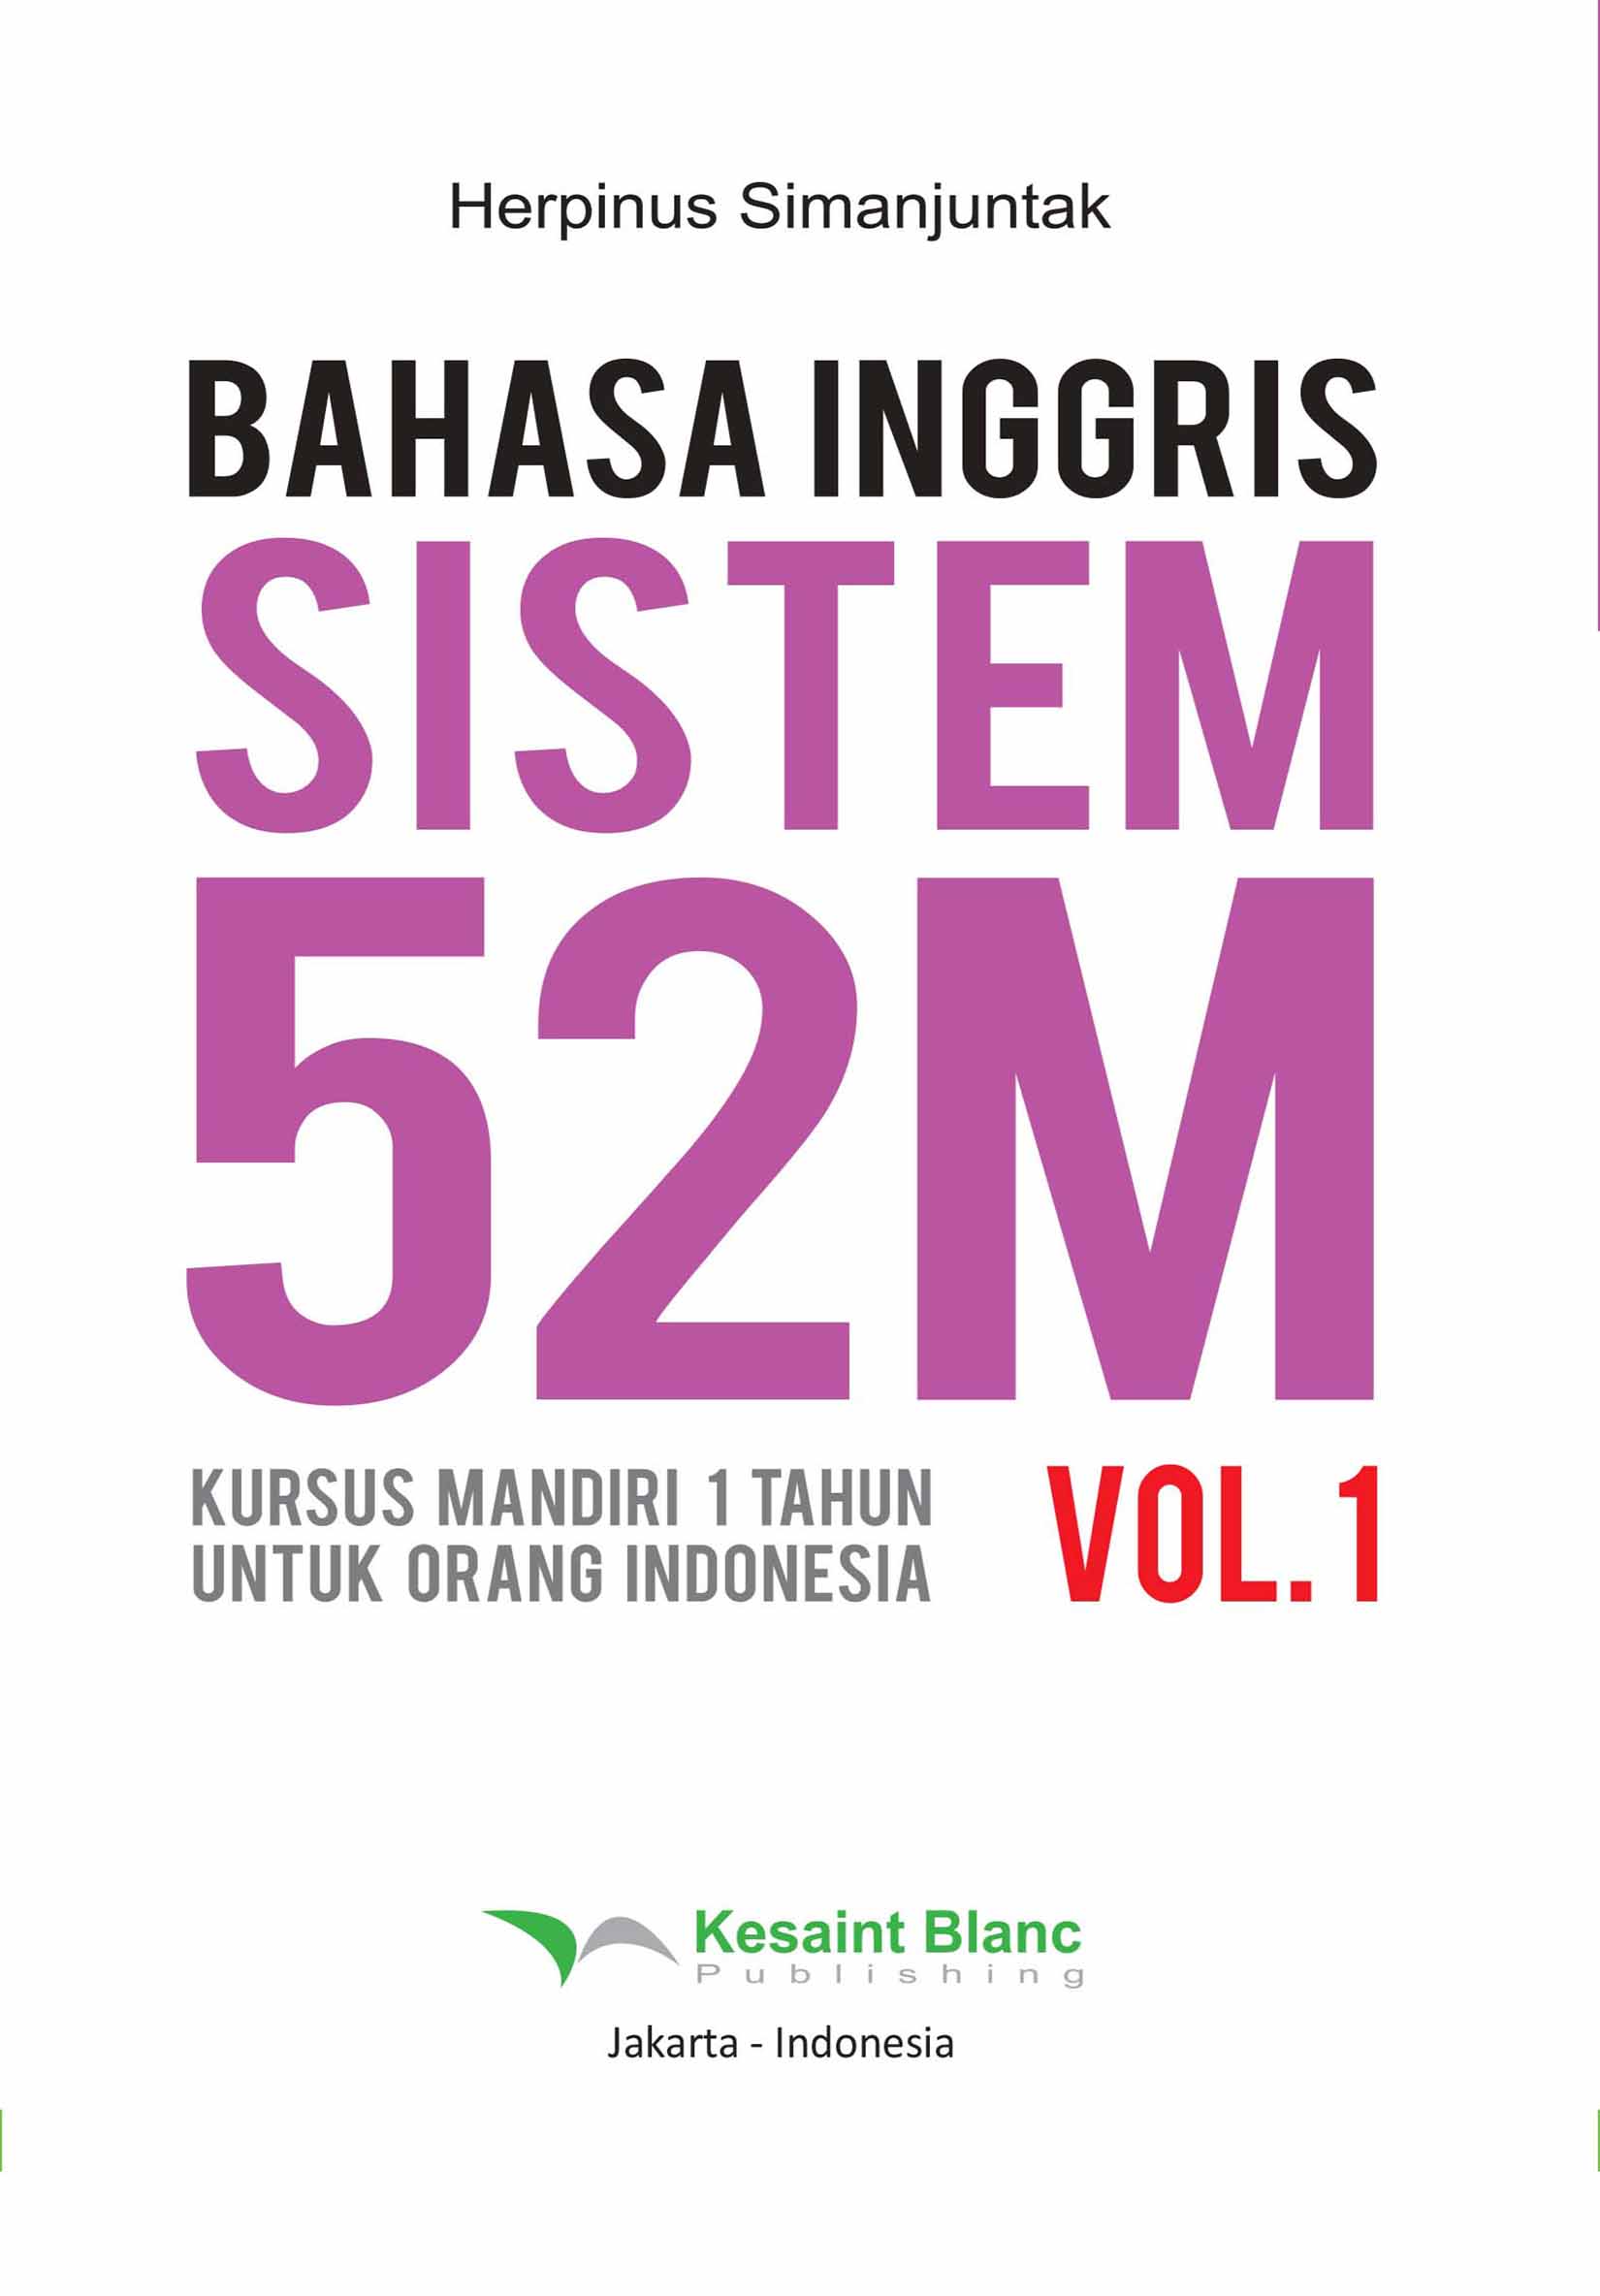 Herpinus Simanjuntak
BAHASA INGGRIS
SISTEM
52M
KURSUS MANDIRI 1 TAHUN
UNTUK ORANG INDONESIA
VOL.1
Kesaint Blanc
Publishing
Jakarta - Indonesia